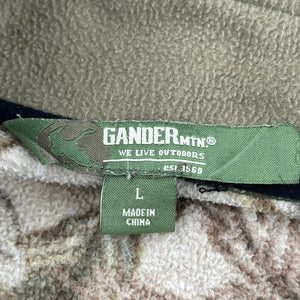 GANDER MTN.®
WE LIVE OUTDOORS
EST. 1960
L
MADE IN
CHINA